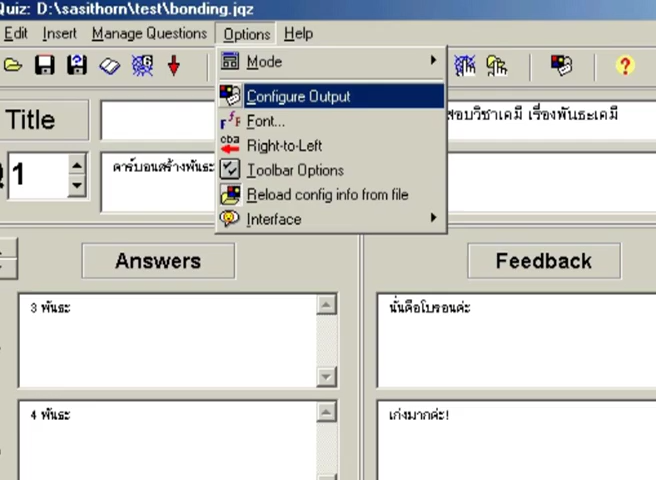 Quiz: D:\sasithorn\test\bonding.jqz
Edit Insert Manage Questions Options Help
Mode
Configure Output
Font...
Right-to-Left
Toolbar Options
Reload config info from file
Interface
Title
สอบวิชาเคมี เรื่องพันธะเคมี
1
คาร์บอนสร้างพันธะ
Answers
Feedback
3 พันธะ
นั่นคือโบรอนค่ะ
4 พันธะ
เก่งมากค่ะ!